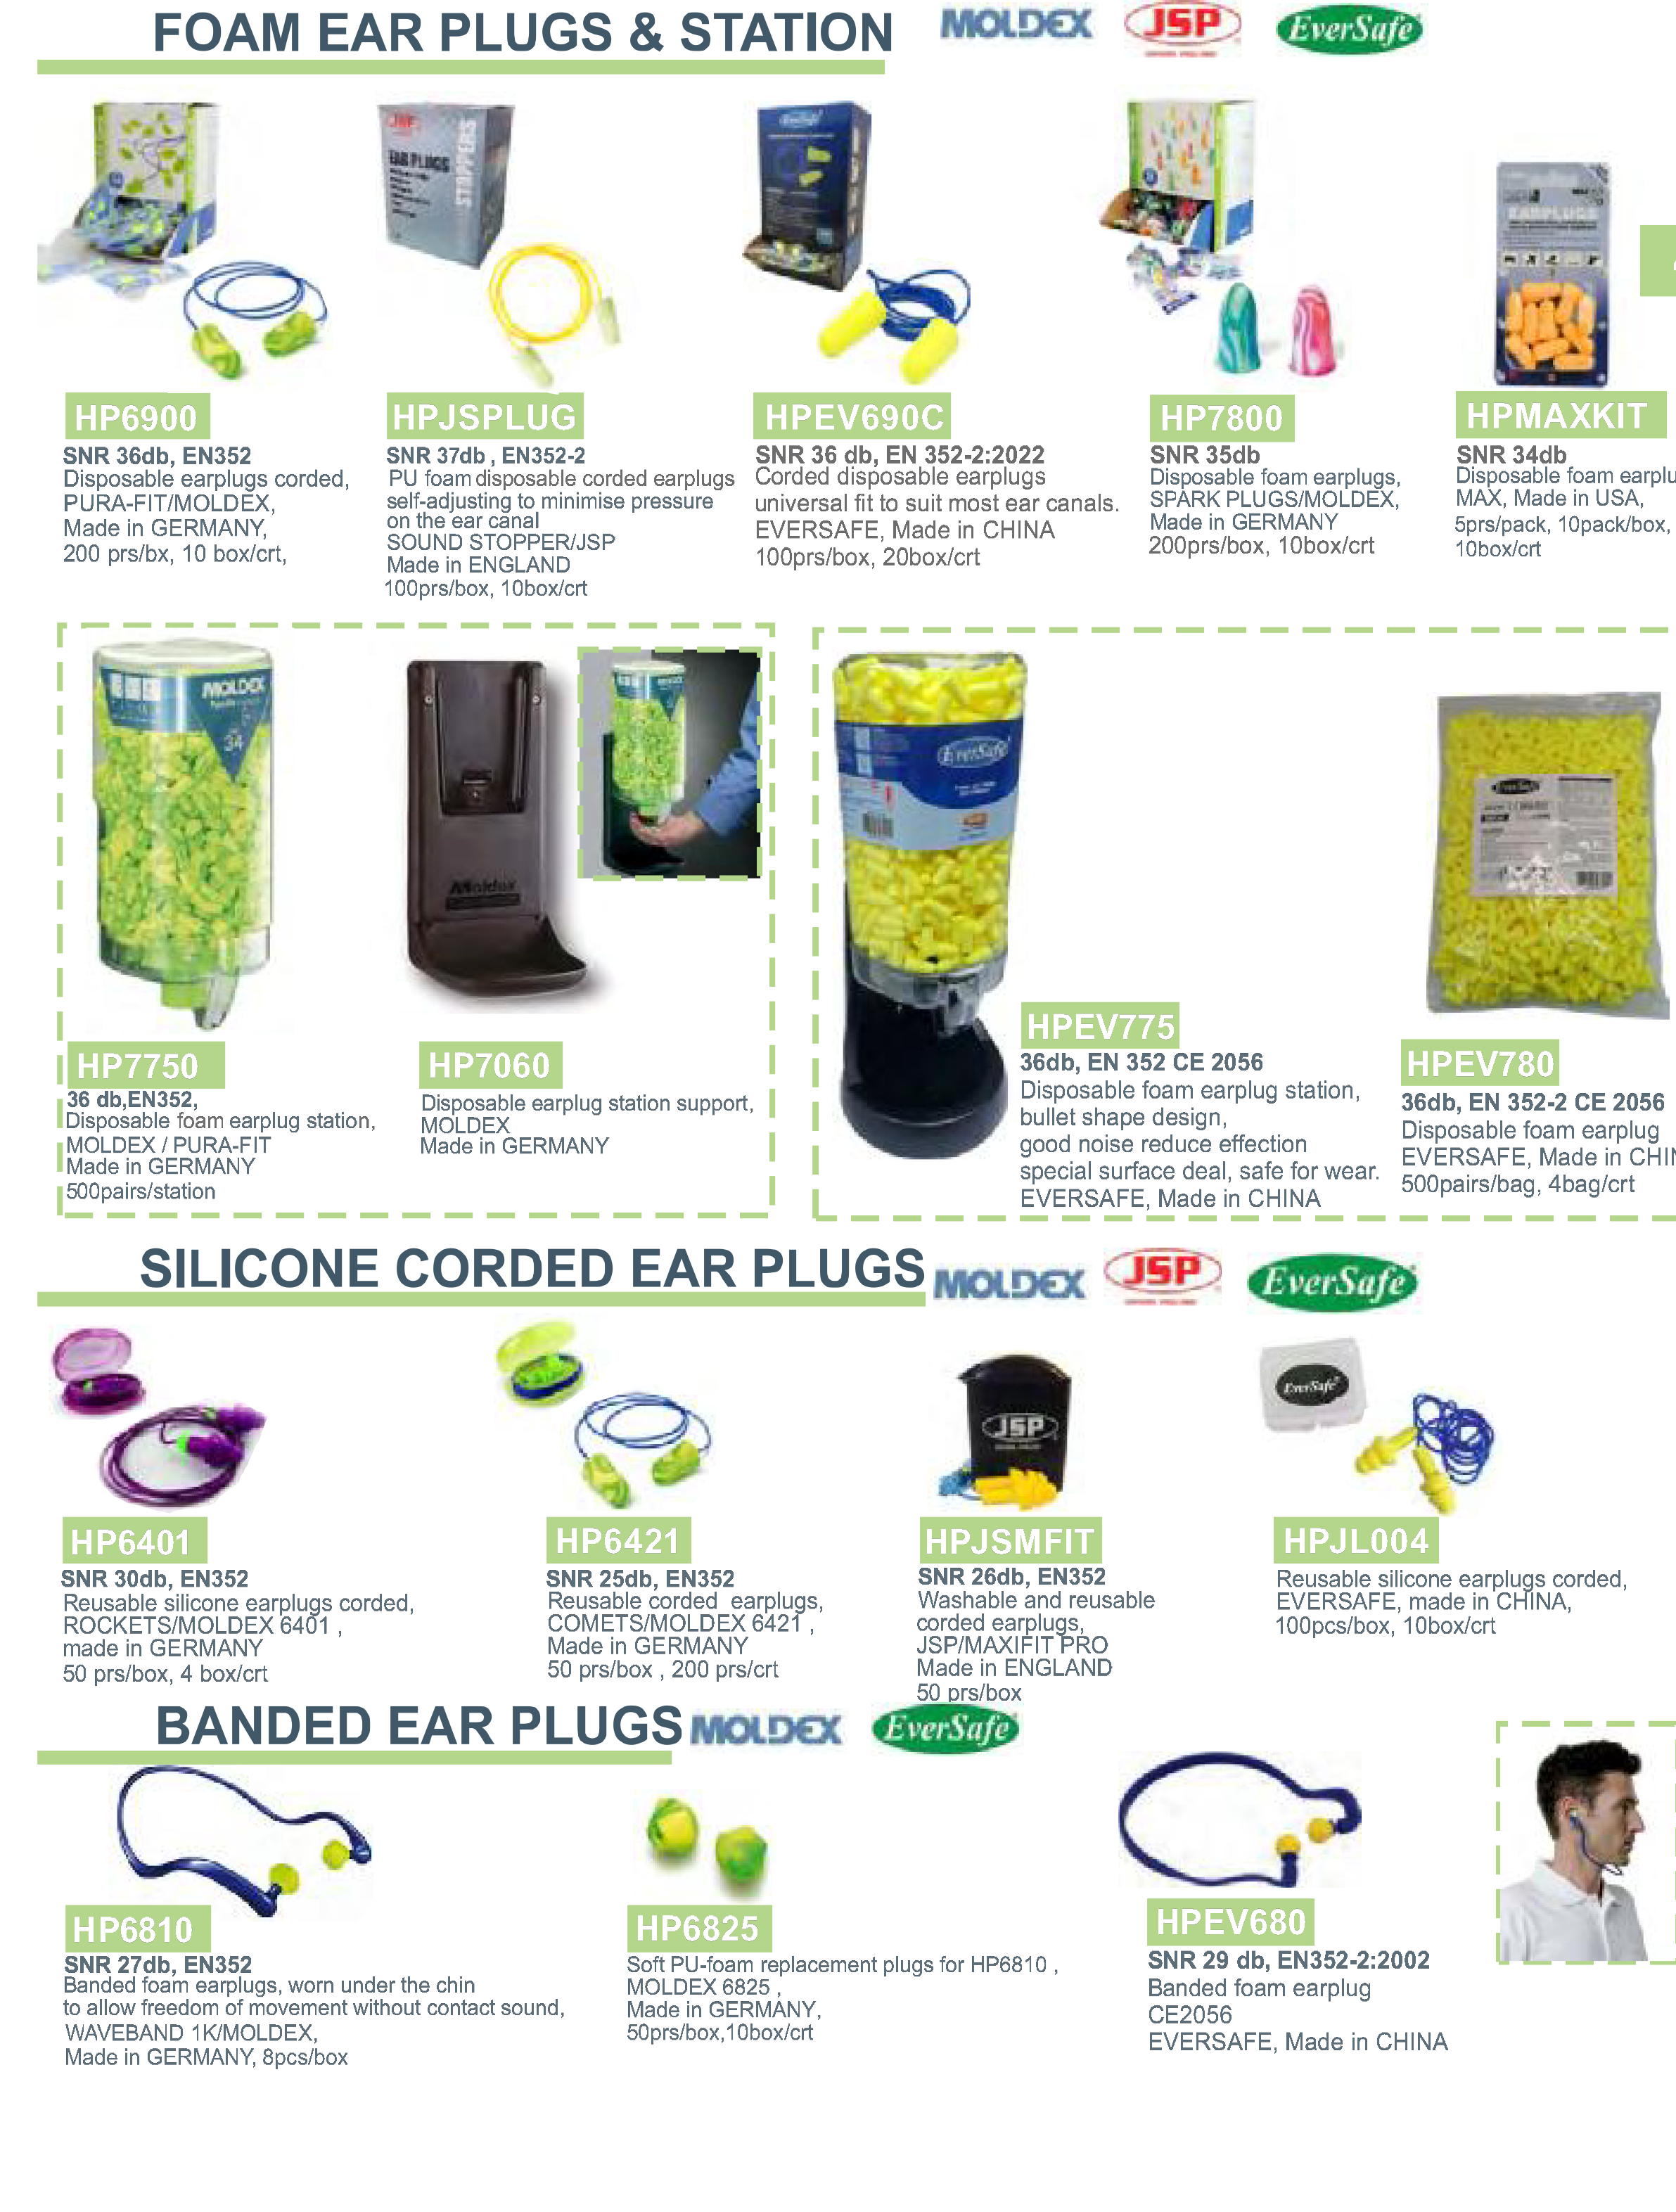 FOAM EAR PLUGS & STATION
MOLDEX
JSP
EverSafe
JSP
EAR PLUGS
STOPPERS
EverSafe
EARPLUGS
HP6900
SNR 36db, EN352
Disposable earplugs corded,
PURA-FIT/MOLDEX,
Made in GERMANY,
200 prs/bx, 10 box/crt,
HPJSPLUG
SNR 37db , EN352-2
PU foam disposable corded earplugs
self-adjusting to minimise pressure
on the ear canal
SOUND STOPPER/JSP
Made in ENGLAND
100prs/box, 10box/crt
HPEV690C
SNR 36 db, EN 352-2:2022
Corded disposable earplugs
universal fit to suit most ear canals.
EVERSAFE, Made in CHINA
100prs/box, 20box/crt
HP7800
SNR 35db
Disposable foam earplugs,
SPARK PLUGS/MOLDEX,
Made in GERMANY
200prs/box, 10box/crt
HPMAXKIT
SNR 34db
Disposable foam earplu
MAX, Made in USA,
5prs/pack, 10pack/box,
10box/crt
MOLDEX
34
Moldex
EverSafe
EverSafe
HP7750
36 db,EN352,
Disposable foam earplug station,
MOLDEX / PURA-FIT
Made in GERMANY
500pairs/station
HP7060
Disposable earplug station support,
MOLDEX
Made in GERMANY
HPEV775
36db, EN 352 CE 2056
Disposable foam earplug station,
bullet shape design,
good noise reduce effection
special surface deal, safe for wear.
EVERSAFE, Made in CHINA
HPEV780
36db, EN 352-2 CE 2056
Disposable foam earplug
EVERSAFE, Made in CHIN
500pairs/bag, 4bag/crt
SILICONE CORDED EAR PLUGS
MOLDEX
JSP
EverSafe
JSP
EverSafe
HP6401
SNR 30db, EN352
Reusable silicone earplugs corded,
ROCKETS/MOLDEX 6401 ,
made in GERMANY
50 prs/box, 4 box/crt
HP6421
SNR 25db, EN352
Reusable corded earplugs,
COMETS/MOLDEX 6421 ,
Made in GERMANY
50 prs/box , 200 prs/crt
HPJSMFIT
SNR 26db, EN352
Washable and reusable
corded earplugs,
JSP/MAXIFIT PRO
Made in ENGLAND
50 prs/box
HPJL004
Reusable silicone earplugs corded,
EVERSAFE, made in CHINA,
100pcs/box, 10box/crt
BANDED EAR PLUGS
MOLDEX
EverSafe
HP6810
SNR 27db, EN352
Banded foam earplugs, worn under the chin
to allow freedom of movement without contact sound,
WAVEBAND 1K/MOLDEX,
Made in GERMANY, 8pcs/box
HP6825
Soft PU-foam replacement plugs for HP6810 ,
MOLDEX 6825 ,
Made in GERMANY,
50prs/box,10box/crt
HPEV680
SNR 29 db, EN352-2:2002
Banded foam earplug
CE2056
EVERSAFE, Made in CHINA